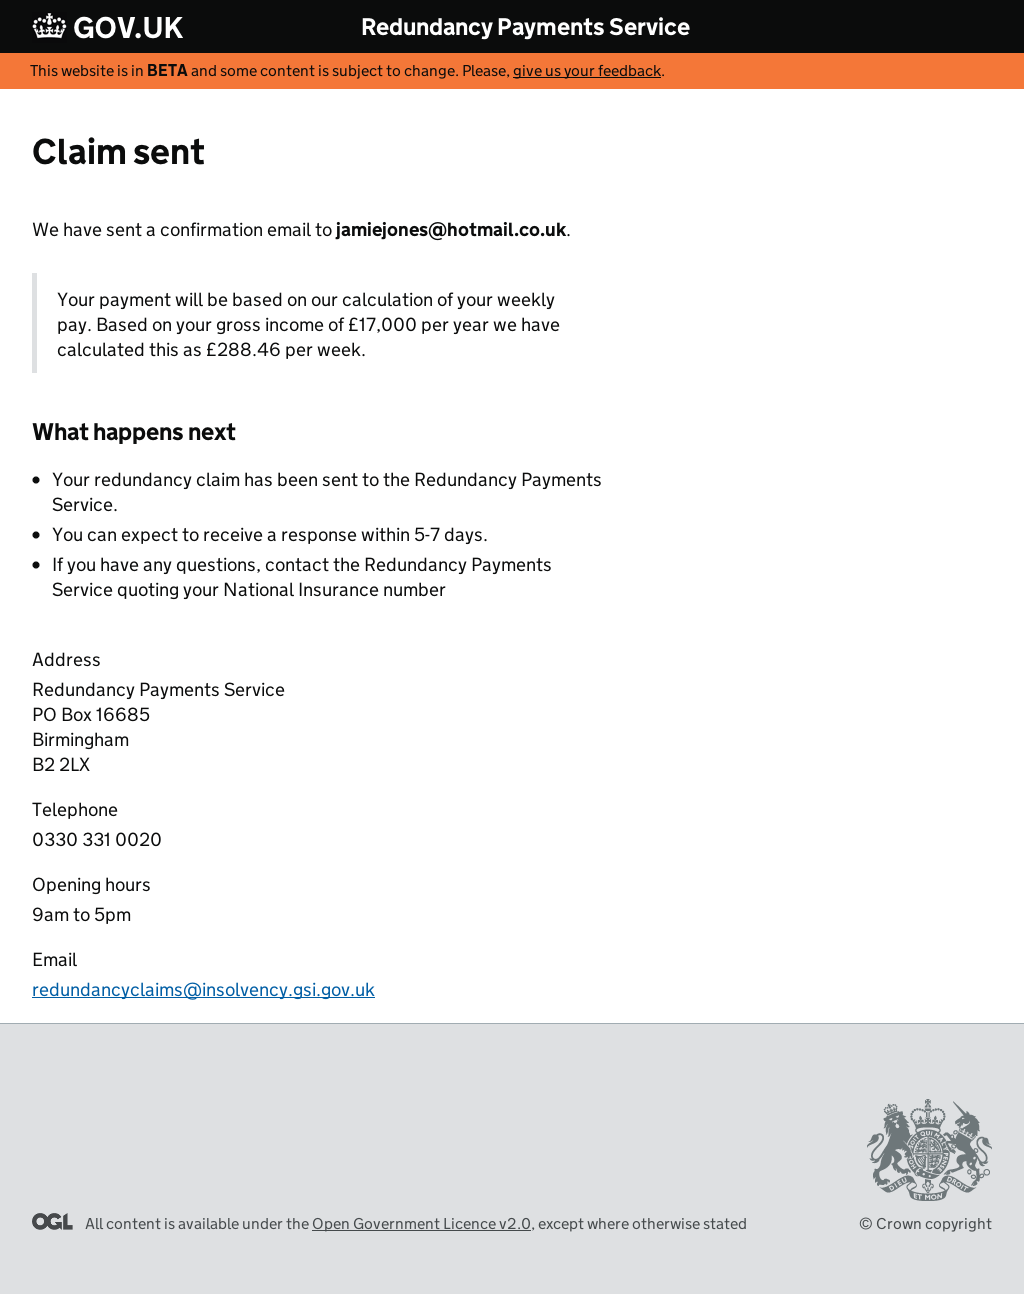 GOV.UK
Redundancy Payments Service
This website is in BETA and some content is subject to change. Please, give us your feedback.
Claim sent
We have sent a confirmation email to jamiejones@hotmail.co.uk.
Your payment will be based on our calculation of your weekly
pay. Based on your gross income of £17,000 per year we have
calculated this as £288.46 per week.
What happens next
Your redundancy claim has been sent to the Redundancy Payments
Service.
You can expect to receive a response within 5-7 days.
If you have any questions, contact the Redundancy Payments
Service quoting your National Insurance number
Address
Redundancy Payments Service
PO Box 16685
Birmingham
B2 2LX
Telephone
0330 331 0020
Opening hours
9am to 5pm
Email
redundancyclaims@insolvency.gsi.gov.uk
DIEU ET MON DROIT
OGL All content is available under the Open Government Licence v2.0, except where otherwise stated
© Crown copyright